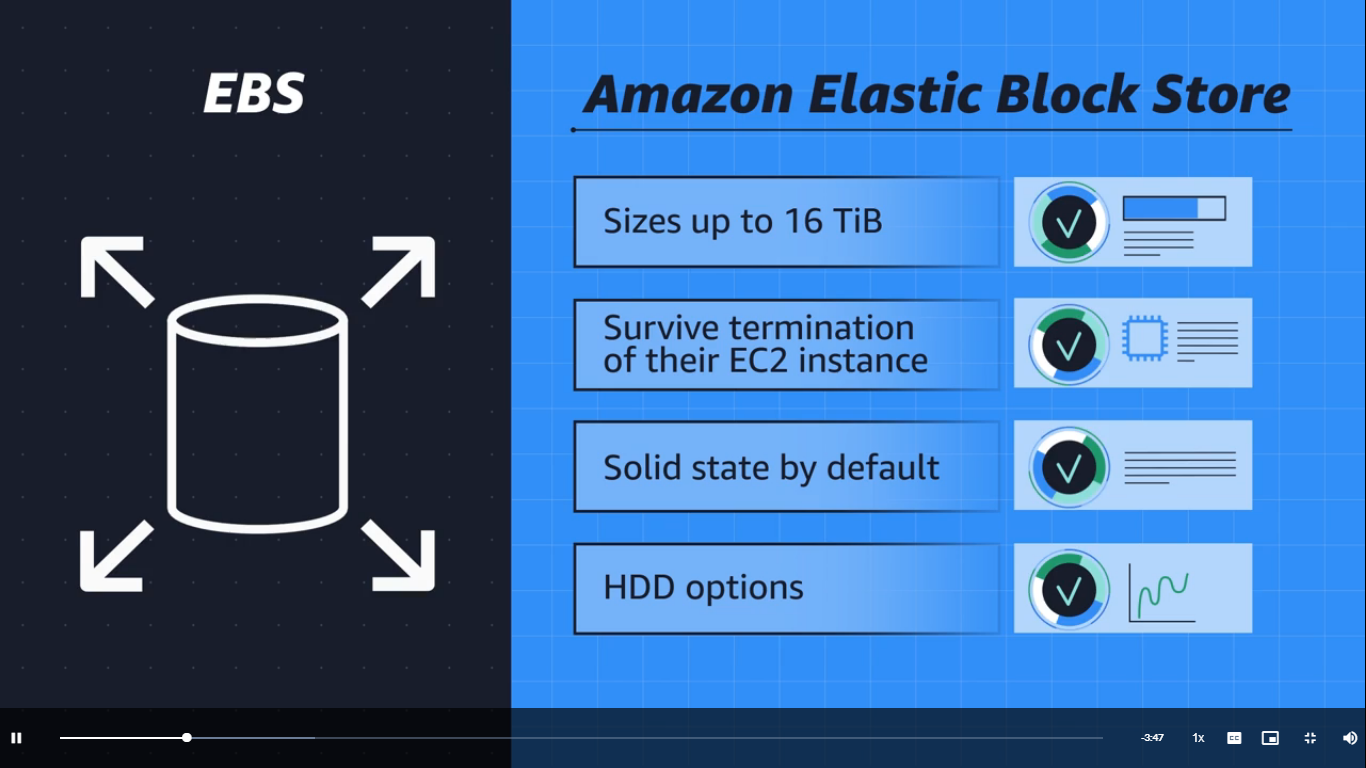 EBS
Amazon Elastic Block Store
Sizes up to 16 TiB
Survive termination
of their EC2 instance
Solid state by default
HDD options
-3:47
1x
CC